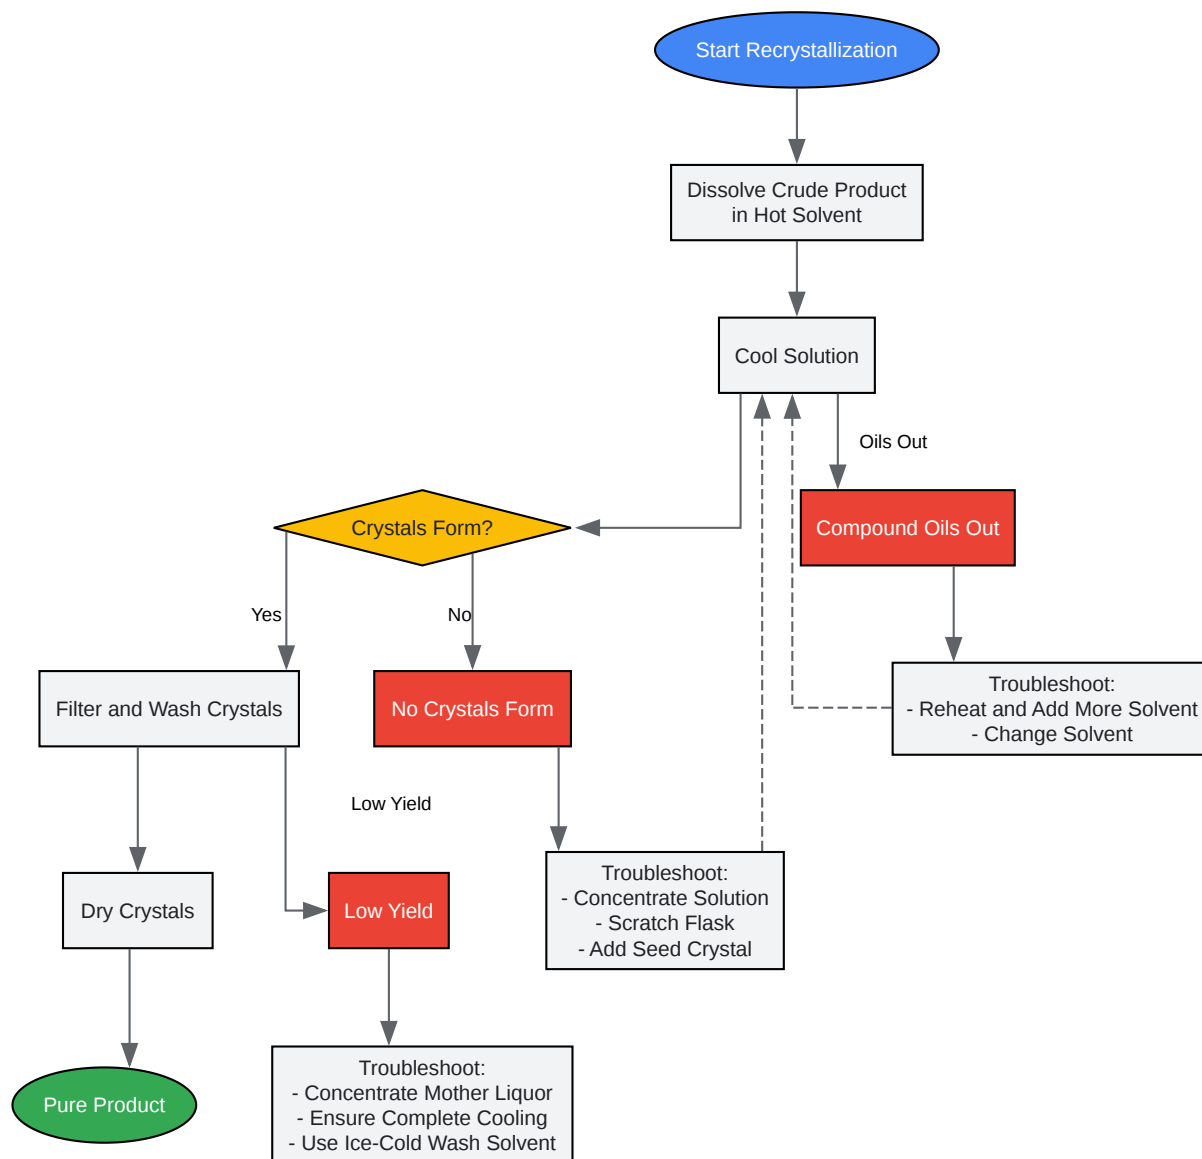 Start Recrystallization
Dissolve Crude Product
in Hot Solvent
Cool Solution
Oils Out
Crystals Form?
Compound Oils Out
Yes
No
Filter and Wash Crystals
No Crystals Form
Troubleshoot:
- Reheat and Add More Solvent
- Change Solvent
Low Yield
Dry Crystals
Low Yield
Troubleshoot:
- Concentrate Solution
- Scratch Flask
- Add Seed Crystal
Pure Product
Troubleshoot:
- Concentrate Mother Liquor
- Ensure Complete Cooling
- Use Ice-Cold Wash Solvent